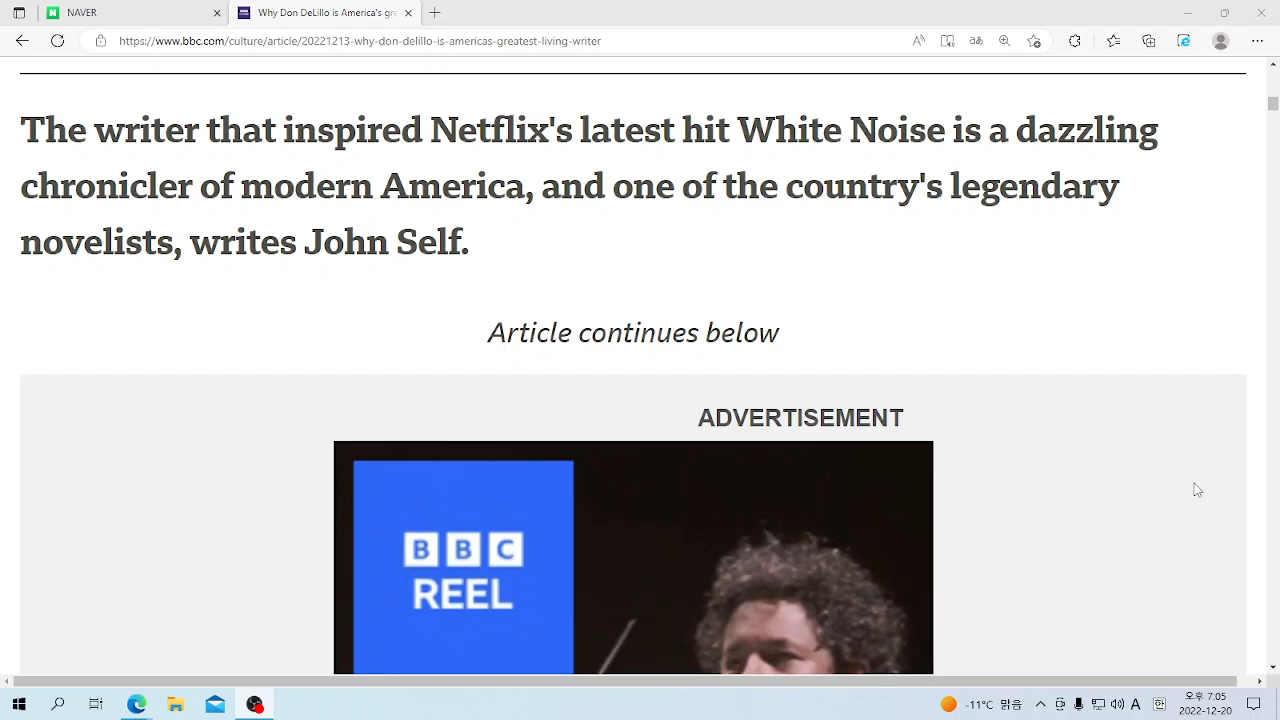 NAVER
Why Don DeLillo is America's gre
https://www.bbc.com/culture/article/20221213-why-don-delillo-is-americas-greatest-living-writer
The writer that inspired Netflix's latest hit White Noise is a dazzling
chronicler of modern America, and one of the country's legendary
novelists, writes John Self.
Article continues below
ADVERTISEMENT
BBC
REEL
-11°C 맑음
A
한
오후 7:05
2022-12-20